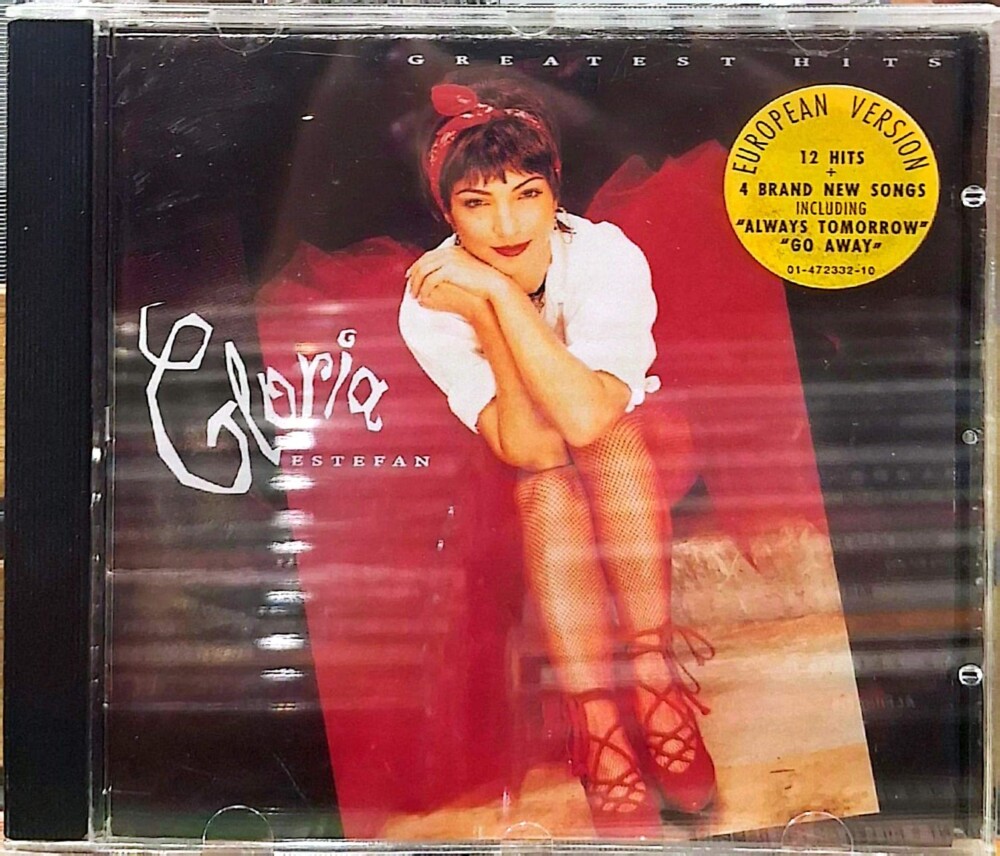 GREATEST HITS
EUROPEAN VERSION
12 HITS
+
4 BRAND NEW SONGS
INCLUDING
"ALWAYS TOMORROW"
"GO AWAY"
01-472332-10
Gloria
ESTEFAN